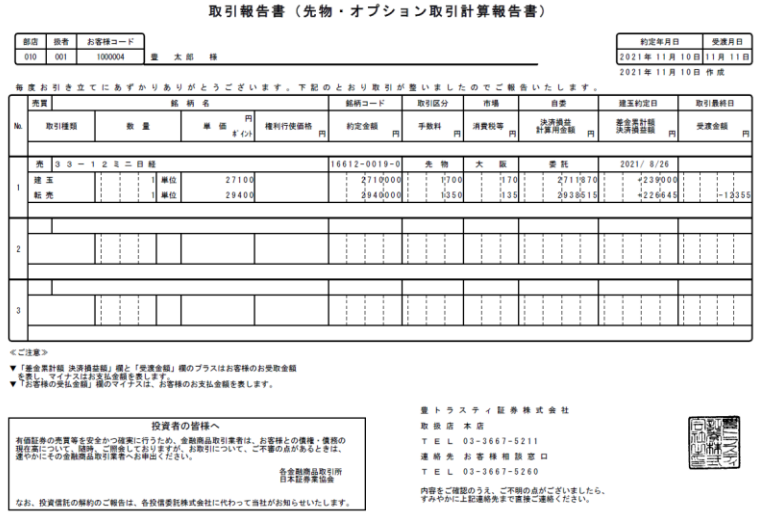 取引報告書(先物・オプション取引計算報告書)
部店 扱者 お客様コード
010 001 1000004 豊 太郎 様
約定年月日 受渡月日
2021年11月10日 11月11日
2021年11月10日作成
毎度お引き立てにあずかりありがとうございます。下記のとおり取引が整いましたのでご報告いたします。
No. 売買 銘柄名 銘柄コード 取引区分 市場 自委 建玉約定日 取引最終日
取引種類 数量 単価 円 ポイント 権利行使価格 円 約定金額 円 手数料 円 消費税等 円 決済損益計算用金額 円 差金累計額 決済損益額 円 受渡金額 円
1 売 33-12ミニ日経 16612-0019-0 先物 大阪 委託 2021/ 8/26
建玉 1 単位 27100 2710000 1700 170 2711870 +239000
転売 1 単位 29400 2940000 1350 135 2938515 +226645 -12355
2
3
≪ご注意≫
▼「差金累計額 決済損益額」欄と「受渡金額」欄のプラスはお客様のお受取金額
を表し、マイナスはお支払金額を表します。
▼「お客様の受払金額」欄のマイナスは、お客様のお支払金額を表します。
投資者の皆様へ
有価証券の売買等を安全かつ確実に行うため、金融商品取引業者は、お客様との債権・債務の
現在高について、随時、ご照会しておりますが、お取引について、ご不審の点があるときは、
速やかにその金融商品取引業者へお申出ください。
各金融商品取引所
日本証券業協会
なお、投資信託の解約のご報告は、各投信委託株式会社に代わって当社がお知らせいたします。
豊トラスティ証券株式会社
取扱店 本店
TEL 03-3667-5211
連絡先 お客様相談窓口
TEL 03-3667-5260
内容をご確認のうえ、ご不明の点がございましたら、
すみやかに上記連絡先まで直接ご連絡ください。